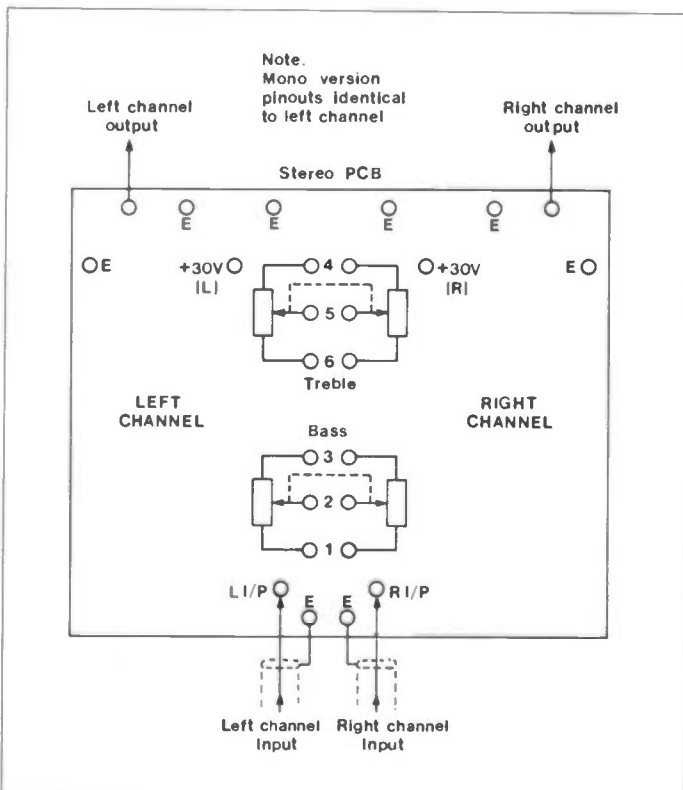 Note.
Mono version
pinouts identical
to left channel
Left channel
output
Right channel
output
Stereo PCB
E
E
E
E
E
+30V
|L|
4
+30V
|R|
E
5
6
Treble
LEFT
CHANNEL
RIGHT
CHANNEL
Bass
3
2
1
L I/P
R I/P
E
E
Left channel
Input
Right channel
Input